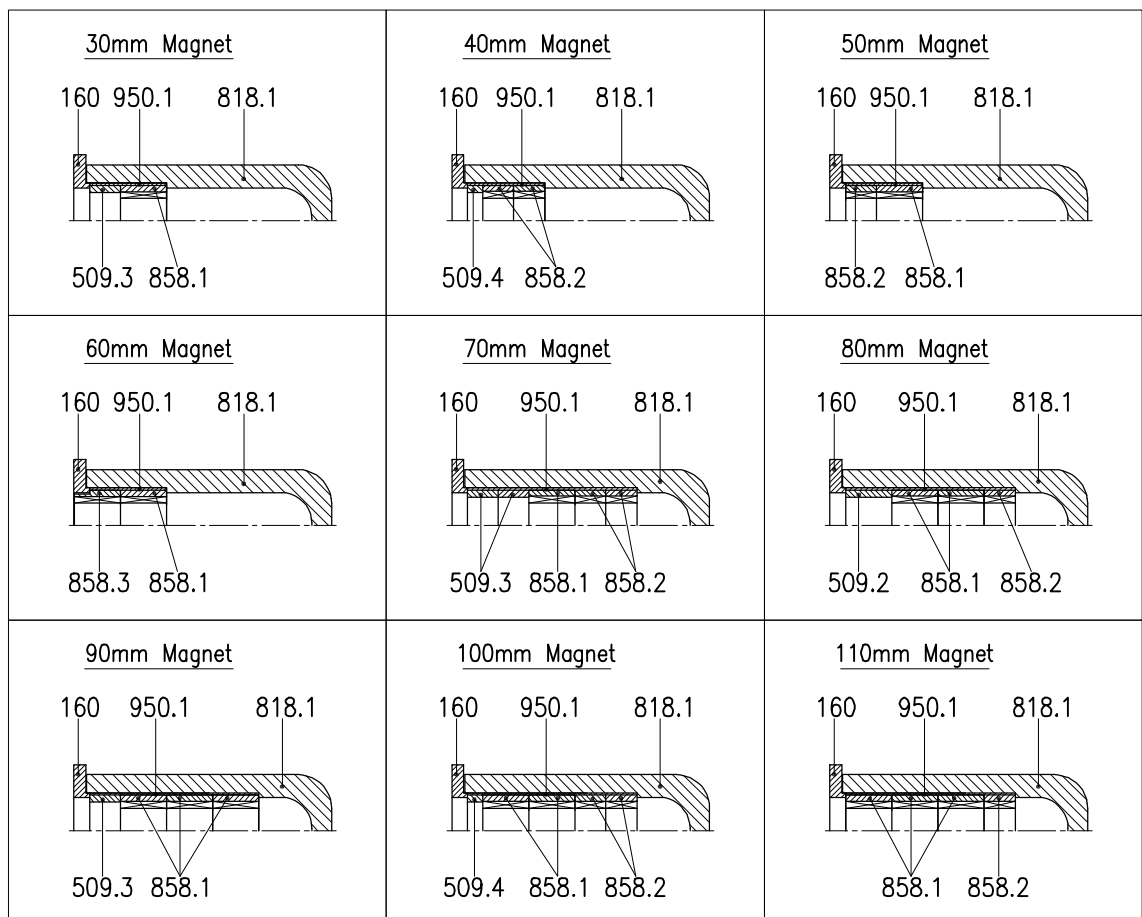 30mm Magnet
160 950.1 818.1
509.3 858.1
40mm Magnet
160 950.1 818.1
509.4 858.2
50mm Magnet
160 950.1 818.1
858.2 858.1
60mm Magnet
160 950.1 818.1
858.3 858.1
70mm Magnet
160 950.1 818.1
509.3 858.1 858.2
80mm Magnet
160 950.1 818.1
509.2 858.1 858.2
90mm Magnet
160 950.1 818.1
509.3 858.1
100mm Magnet
160 950.1 818.1
509.4 858.1 858.2
110mm Magnet
160 950.1 818.1
858.1 858.2